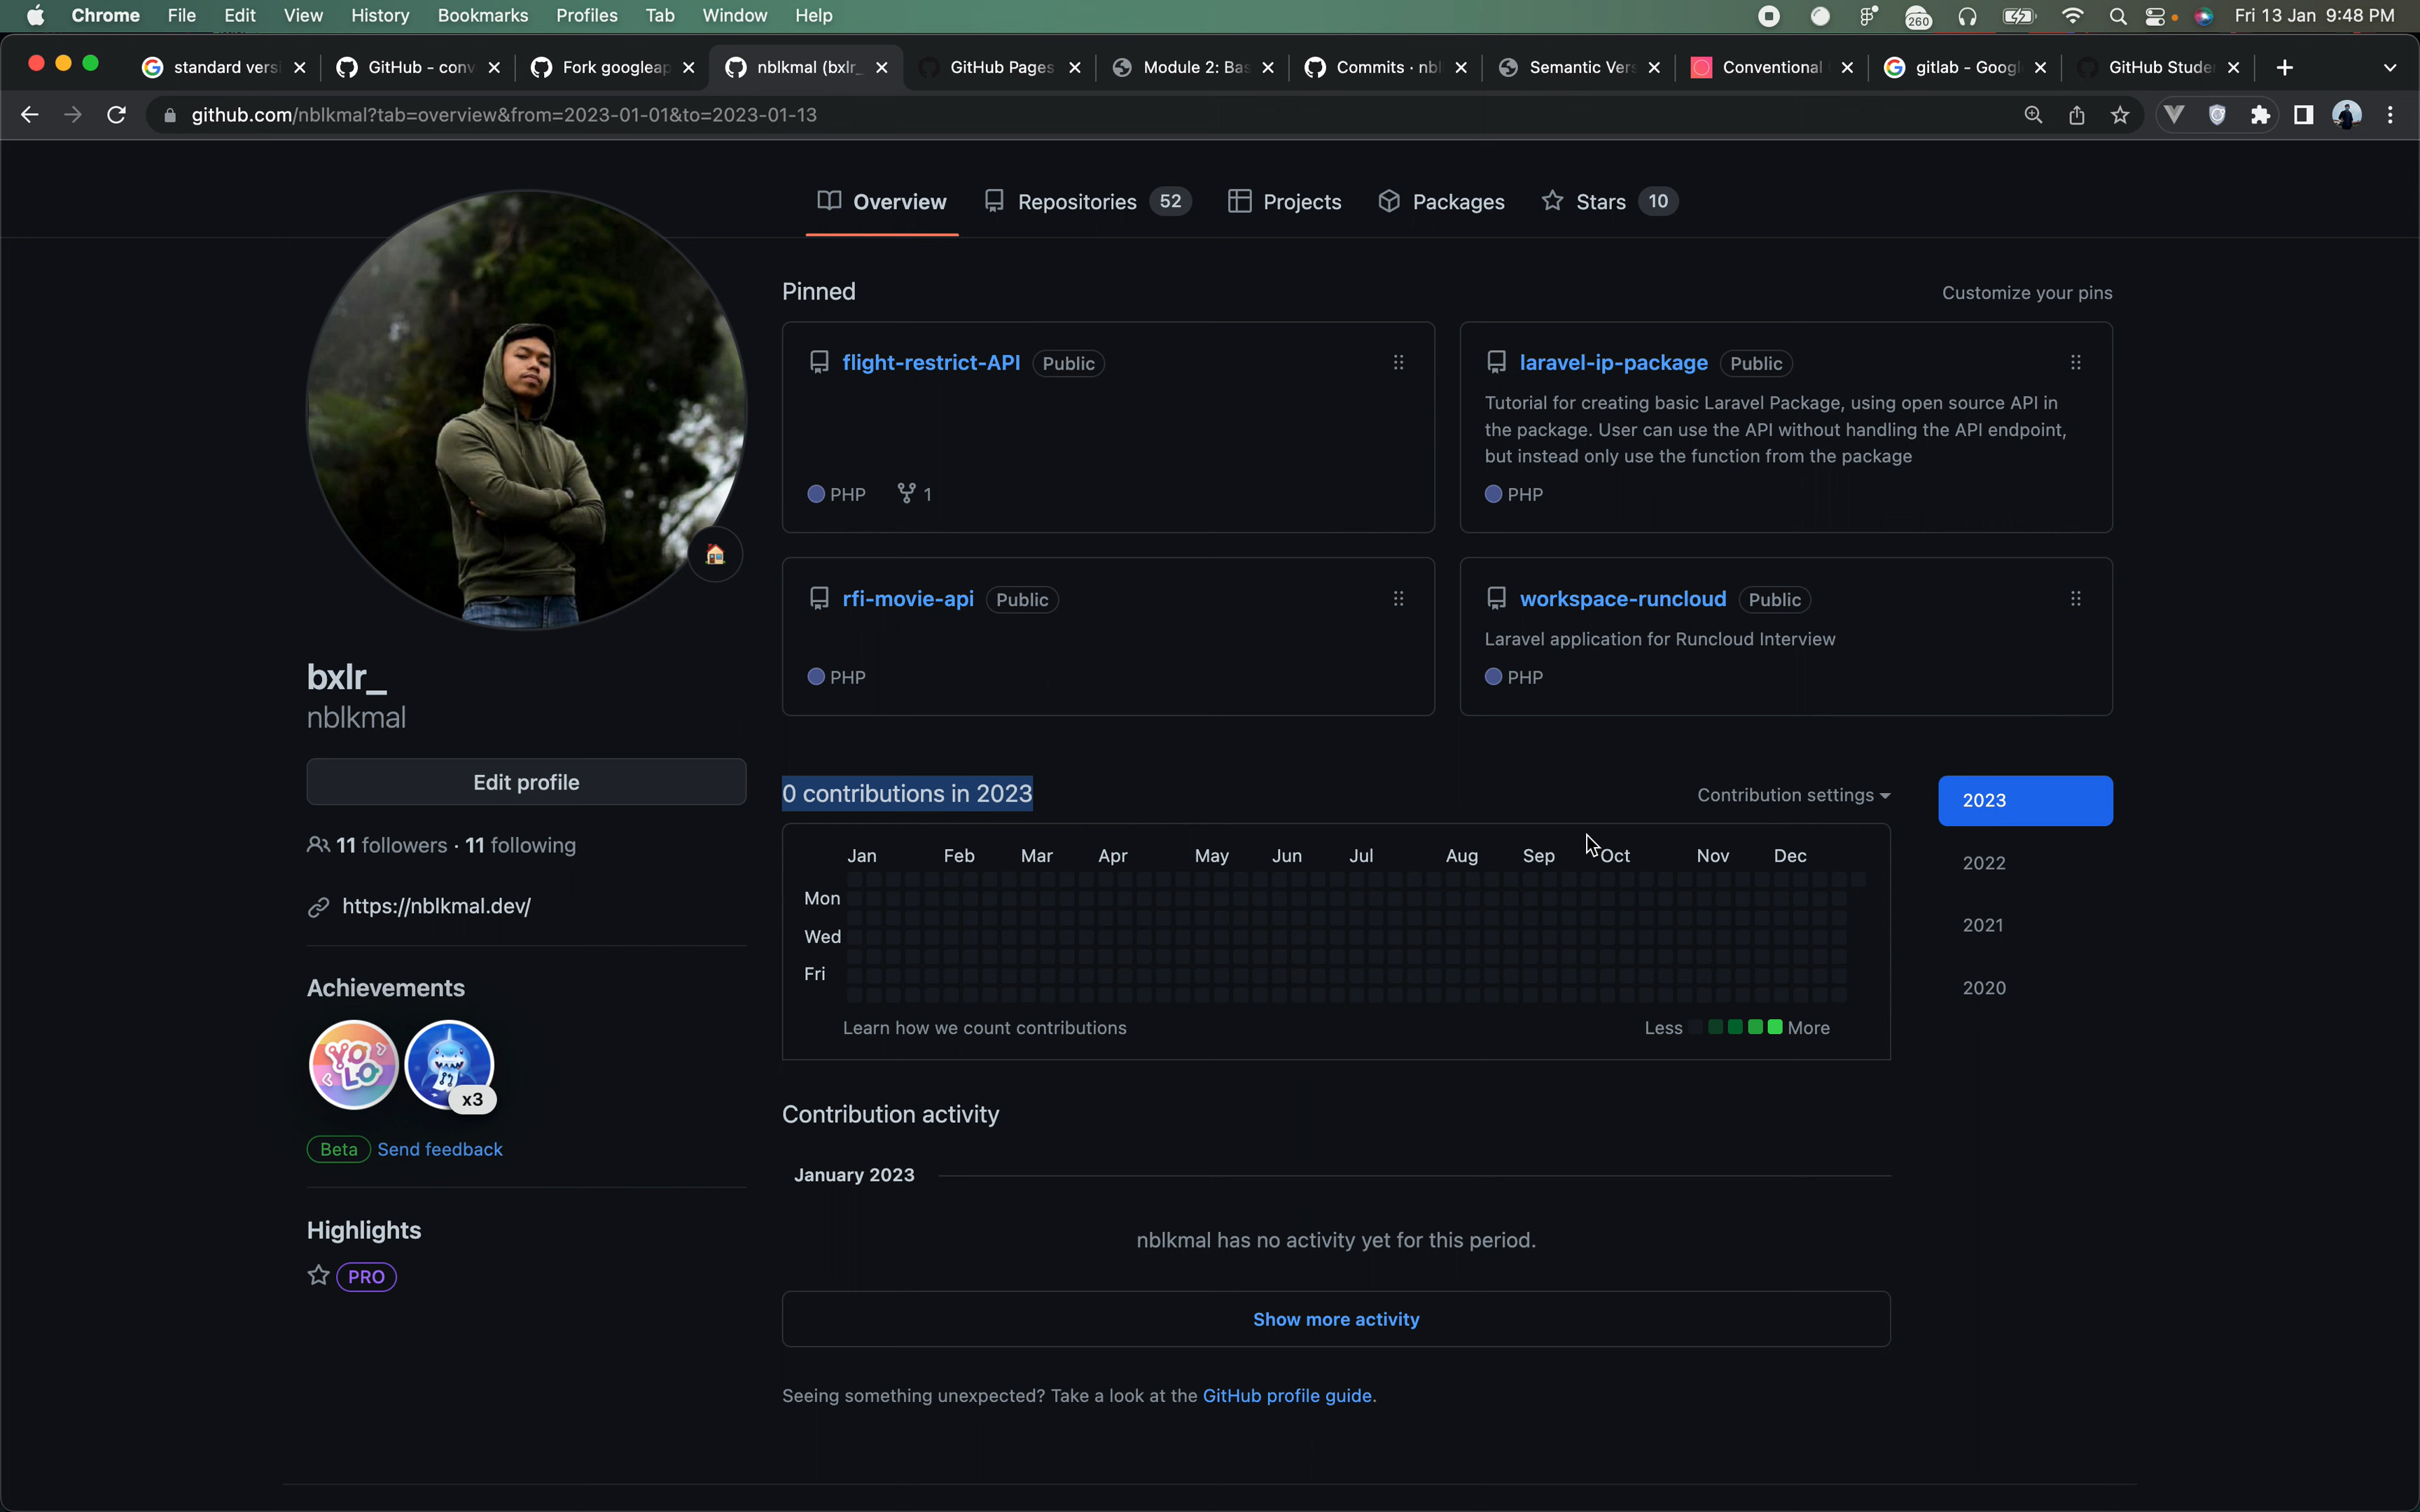 Chrome File Edit View History Bookmarks Profiles Tab Window Help
260
Fri 13 Jan 9:48 PM
standard versi
GitHub - conv
Fork googleap
nblkmal (bxlr_
GitHub Pages
Module 2: Bas
Commits · nbl
Semantic Vers
Conventional
gitlab - Googl
GitHub Stude
github.com/nblkmal?tab=overview&from=2023-01-01&to=2023-01-13
Overview
Repositories 52
Projects
Packages
Stars 10
bxlr_
nblkmal
Edit profile
11 followers · 11 following
https://nblkmal.dev/
Achievements
YOLO
x3
Beta Send feedback
Highlights
PRO
Pinned
Customize your pins
flight-restrict-API Public
PHP 1
laravel-ip-package Public
Tutorial for creating basic Laravel Package, using open source API in
the package. User can use the API without handling the API endpoint,
but instead only use the function from the package
PHP
rfi-movie-api Public
PHP
workspace-runcloud Public
Laravel application for Runcloud Interview
PHP
0 contributions in 2023
Contribution settings
Jan Feb Mar Apr May Jun Jul Aug Sep Oct Nov Dec
Mon
Wed
Fri
Learn how we count contributions
Less More
2023
2022
2021
2020
Contribution activity
January 2023
nblkmal has no activity yet for this period.
Show more activity
Seeing something unexpected? Take a look at the GitHub profile guide.